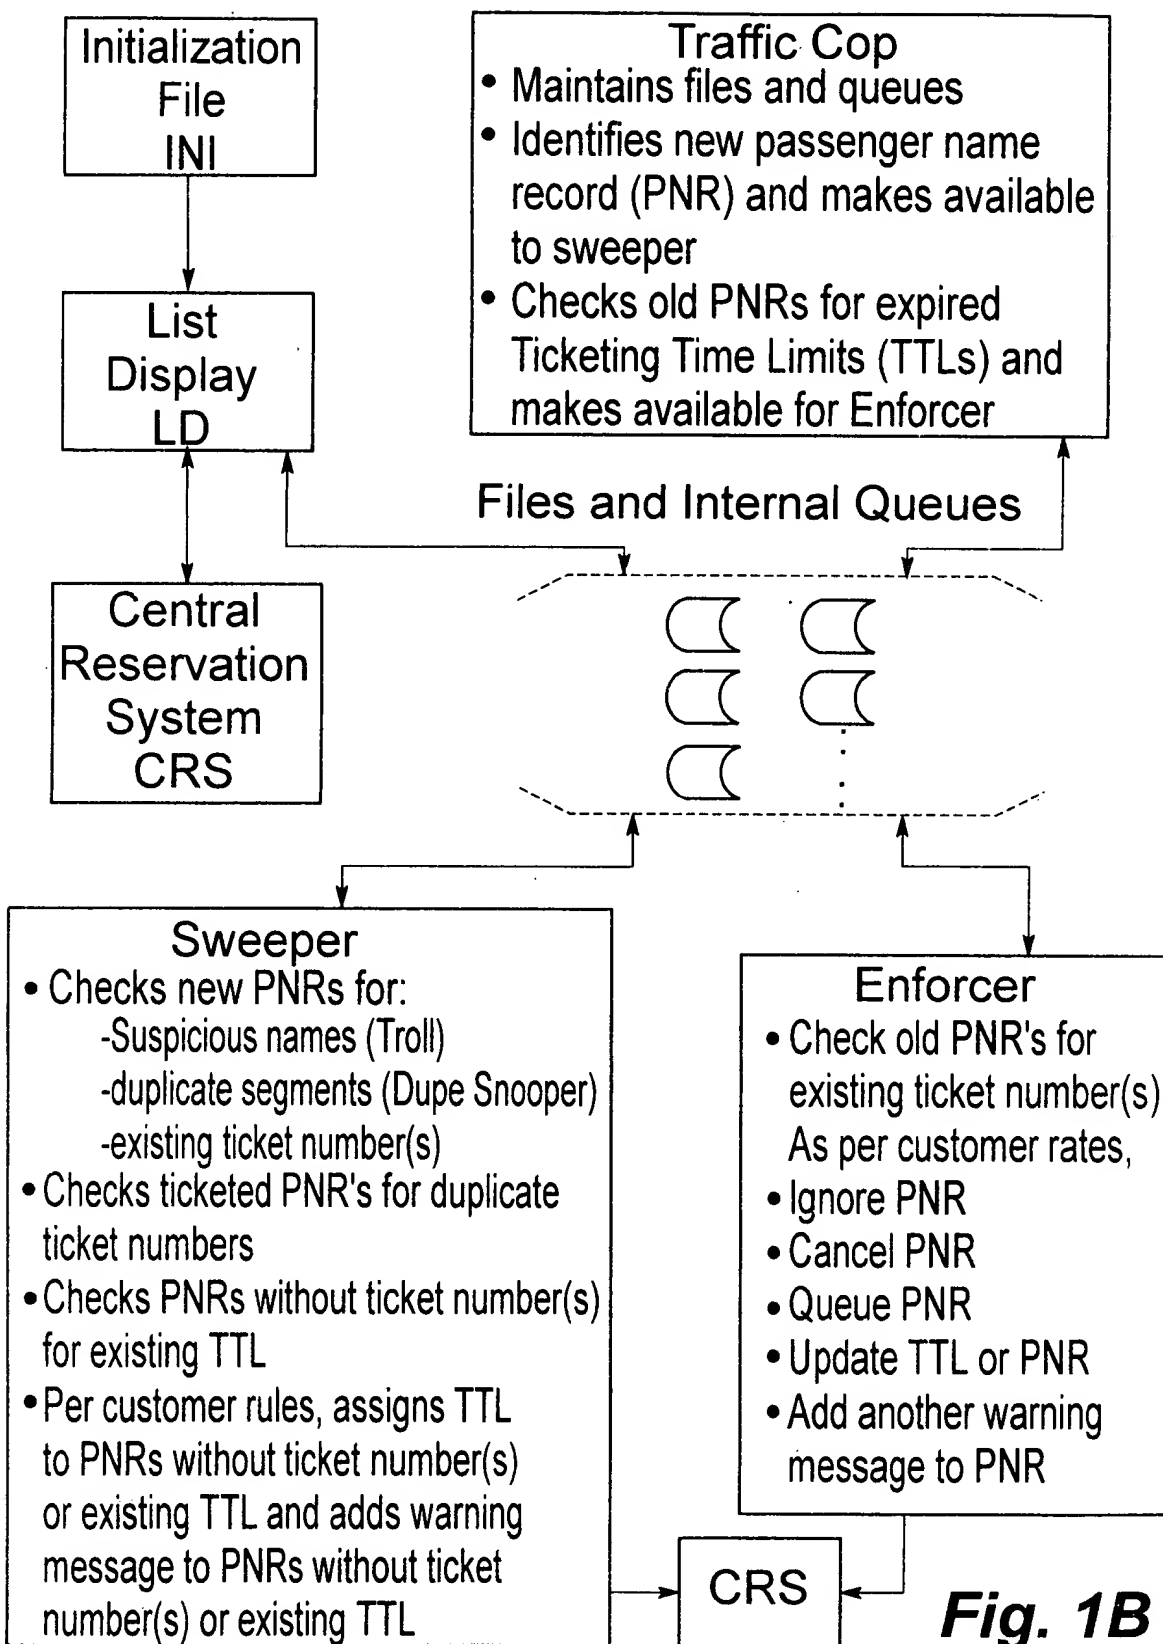 Initialization
File
INI
Traffic Cop
• Maintains files and queues
• Identifies new passenger name
record (PNR) and makes available
to sweeper
• Checks old PNRs for expired
Ticketing Time Limits (TTLs) and
makes available for Enforcer
List
Display
LD
Files and Internal Queues
Central
Reservation
System
CRS
Sweeper
• Checks new PNRs for:
-Suspicious names (Troll)
-duplicate segments (Dupe Snooper)
-existing ticket number(s)
• Checks ticketed PNR's for duplicate
ticket numbers
• Checks PNRs without ticket number(s)
for existing TTL
• Per customer rules, assigns TTL
to PNRs without ticket number(s)
or existing TTL and adds warning
message to PNRs without ticket
number(s) or existing TTL
Enforcer
• Check old PNR's for
existing ticket number(s)
As per customer rates,
• Ignore PNR
• Cancel PNR
• Queue PNR
• Update TTL or PNR
• Add another warning
message to PNR
CRS
Fig. 1B